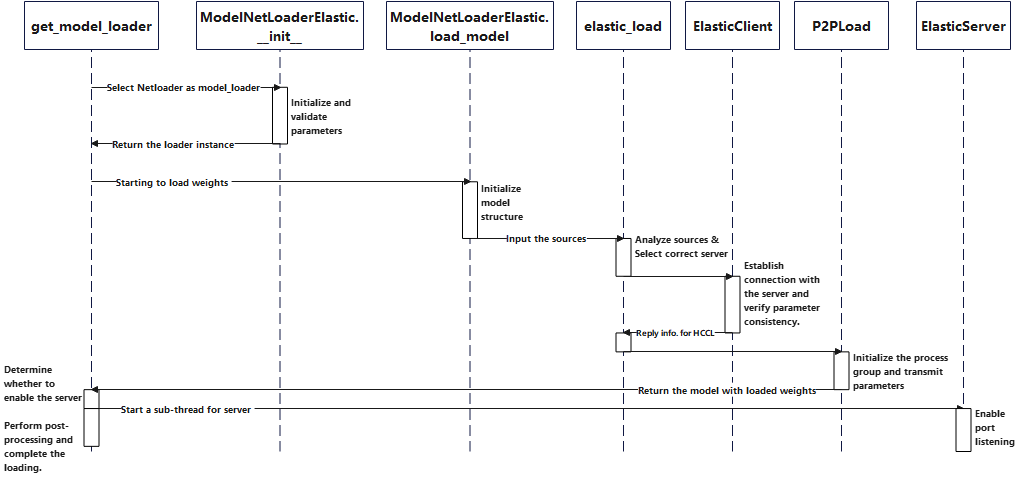 get_model_loader
ModelNetLoaderElastic.
__init__
ModelNetLoaderElastic.
load_model
elastic_load
ElasticClient
P2PLoad
ElasticServer
Select Netloader as model_loader
Initialize and
validate
parameters
Return the loader instance
Starting to load weights
Initialize
model
structure
Input the sources
Analyze sources &
Select correct server
Establish
connection with
the server and
verify parameter
consistency.
Reply info. for HCCL
Initialize the process
group and transmit
parameters
Determine
whether to
enable the server
Return the model with loaded weights
Start a sub-thread for server
Enable
port
listening
Perform post-
processing and
complete the
loading.